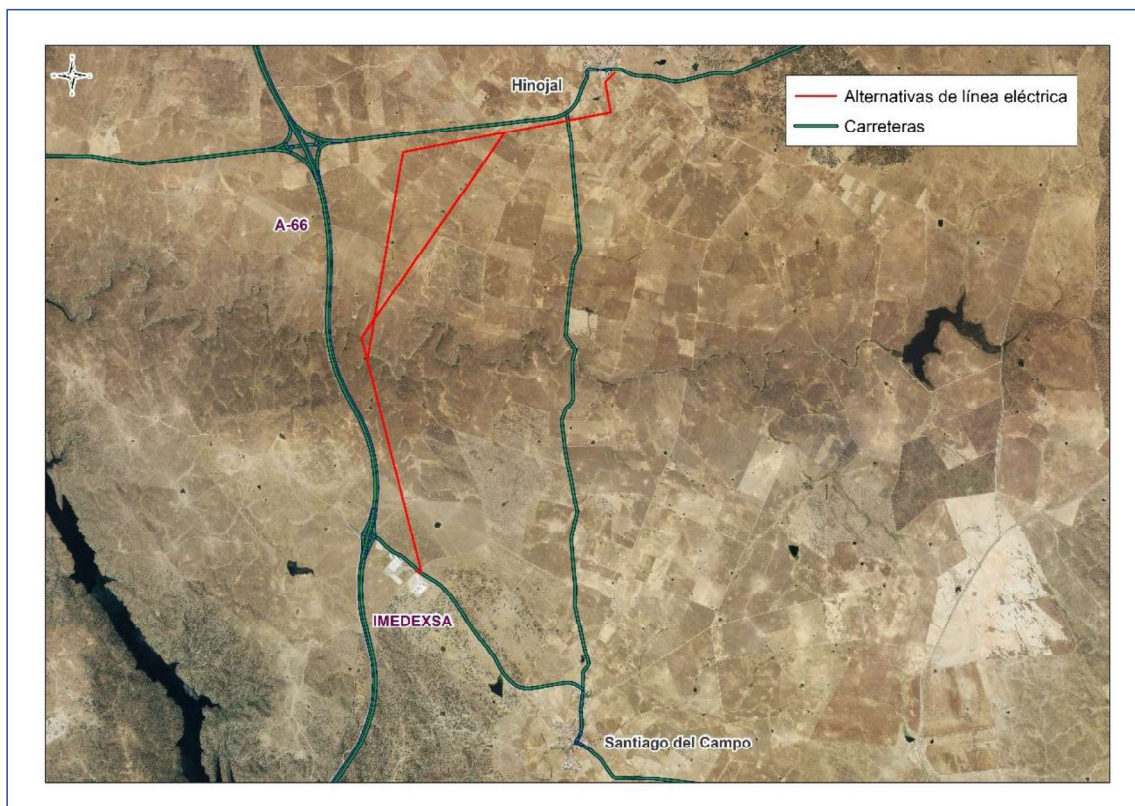 Hinojal
Alternativas de línea eléctrica
Carreteras
A-66
IMEDEXSA
Santiago del Campo